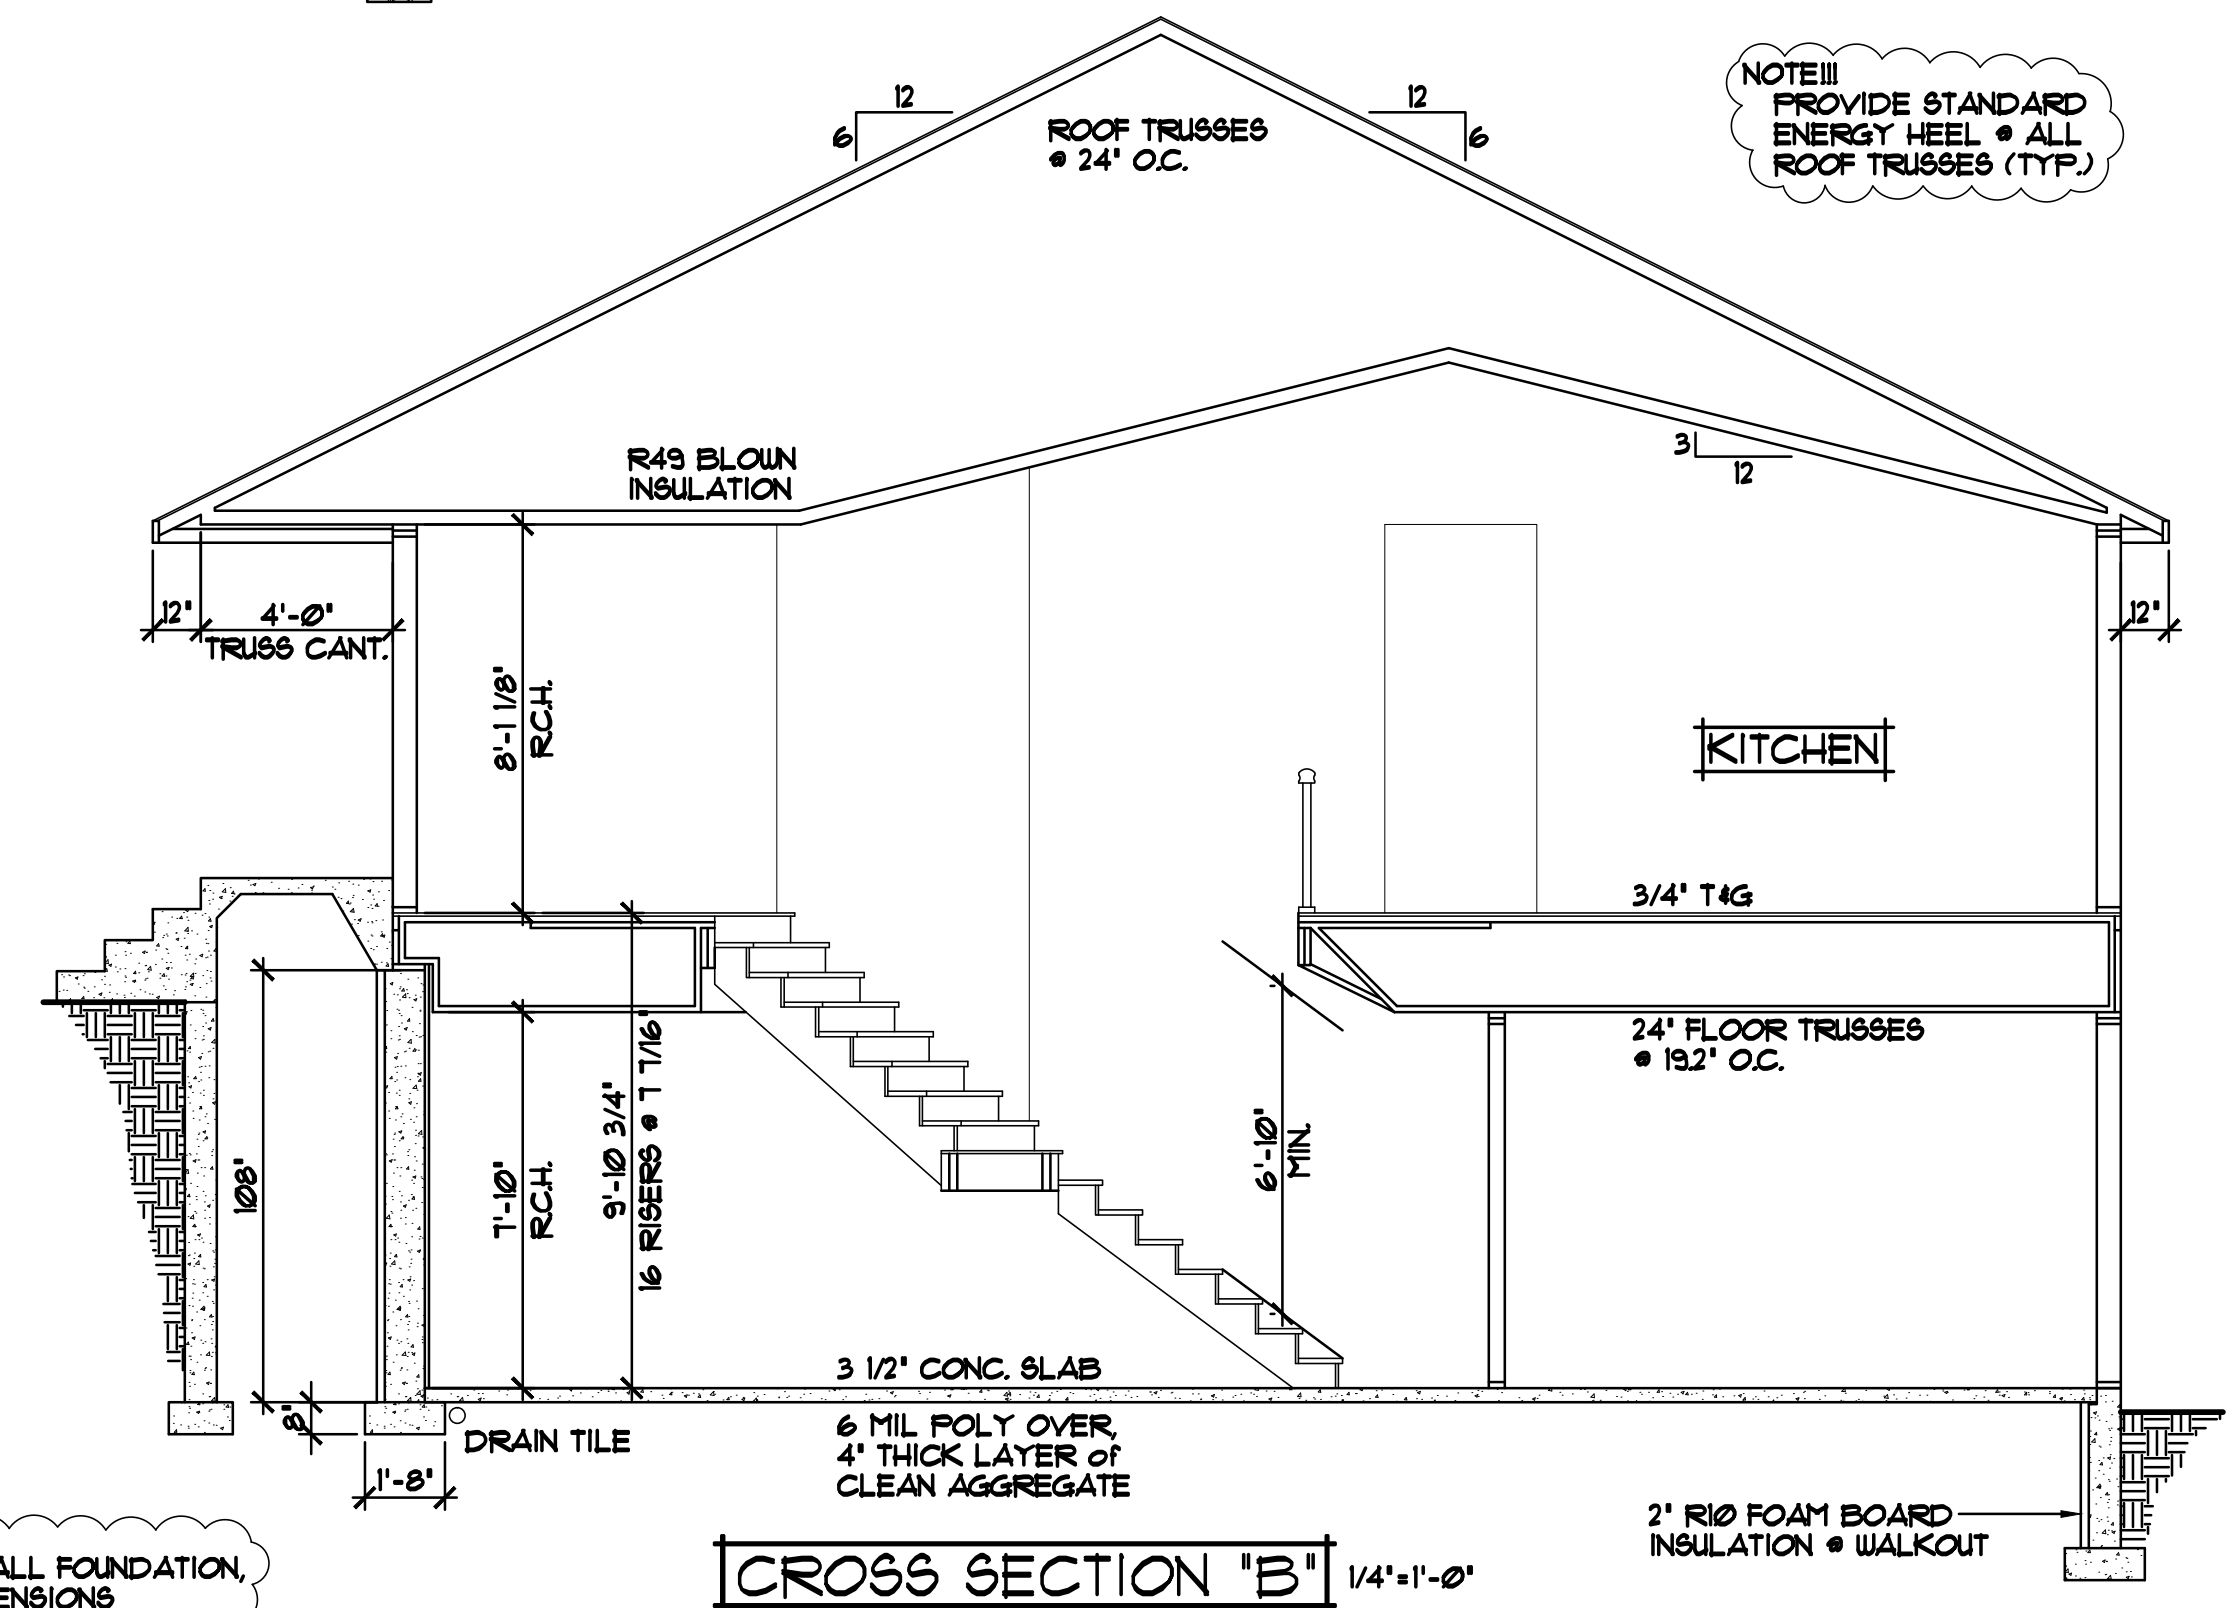 12
6
ROOF TRUSSES
@ 24" O.C.
12
6
NOTE!!!
PROVIDE STANDARD
ENERGY HEEL @ ALL
ROOF TRUSSES (TYP.)
R49 BLOWN
INSULATION
3
12
12"
4'-0"
TRUSS CANT.
12"
8'-1 1/8"
R.C.H.
KITCHEN
3/4" T&G
24" FLOOR TRUSSES
@ 19.2" O.C.
108"
7'-10"
R.C.H.
9'-10 3/4"
16 RISERS @ 7 7/16"
6'-10"
MIN.
3 1/2" CONC. SLAB
8"
DRAIN TILE
1'-8"
6 MIL POLY OVER,
4" THICK LAYER of
CLEAN AGGREGATE
2" R10 FOAM BOARD
INSULATION @ WALKOUT
ALL FOUNDATION,
ENSIONS
CROSS SECTION "B" 1/4"=1'-0"